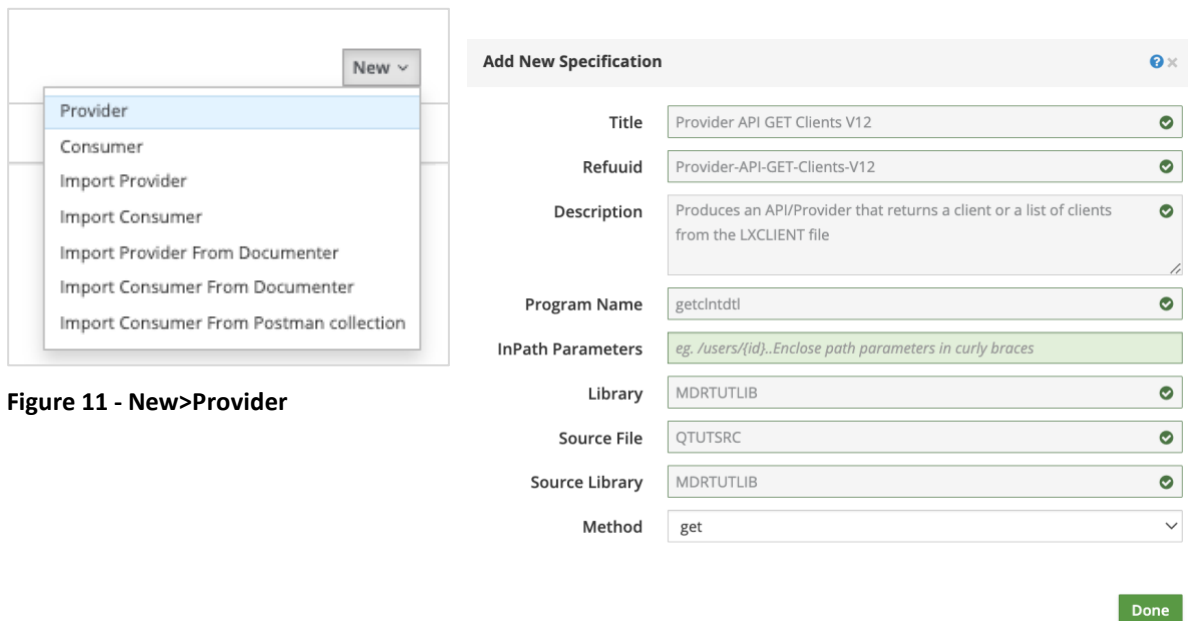 New
Provider
Consumer
Import Provider
Import Consumer
Import Provider From Documenter
Import Consumer From Documenter
Import Consumer From Postman collection
Figure 11 - New>Provider
Add New Specification
Title
Provider API GET Clients V12
Refuuid
Provider-API-GET-Clients-V12
Description
Produces an API/Provider that returns a client or a list of clients
from the LXCLIENT file
Program Name
getclntdtl
InPath Parameters
eg. /users/{id}..Enclose path parameters in curly braces
Library
MDRTUTLIB
Source File
QTUTSRC
Source Library
MDRTUTLIB
Method
get
Done